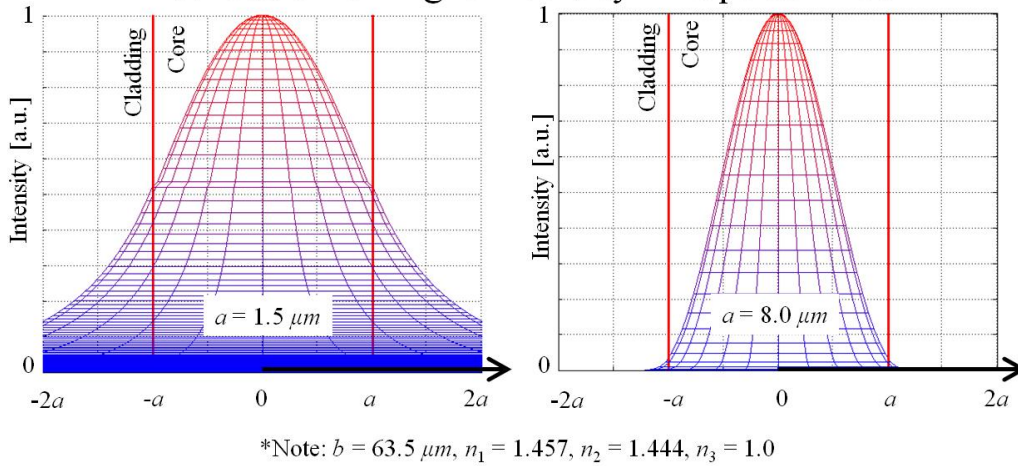 1
Cladding
Core
Intensity [a.u.]
a = 1.5 μm
0
-2a
-a
0
a
2a
1
Cladding
Core
Intensity [a.u.]
a = 8.0 μm
0
-2a
-a
0
a
2a
*Note: b = 63.5 μm, n₁ = 1.457, n₂ = 1.444, n₃ = 1.0